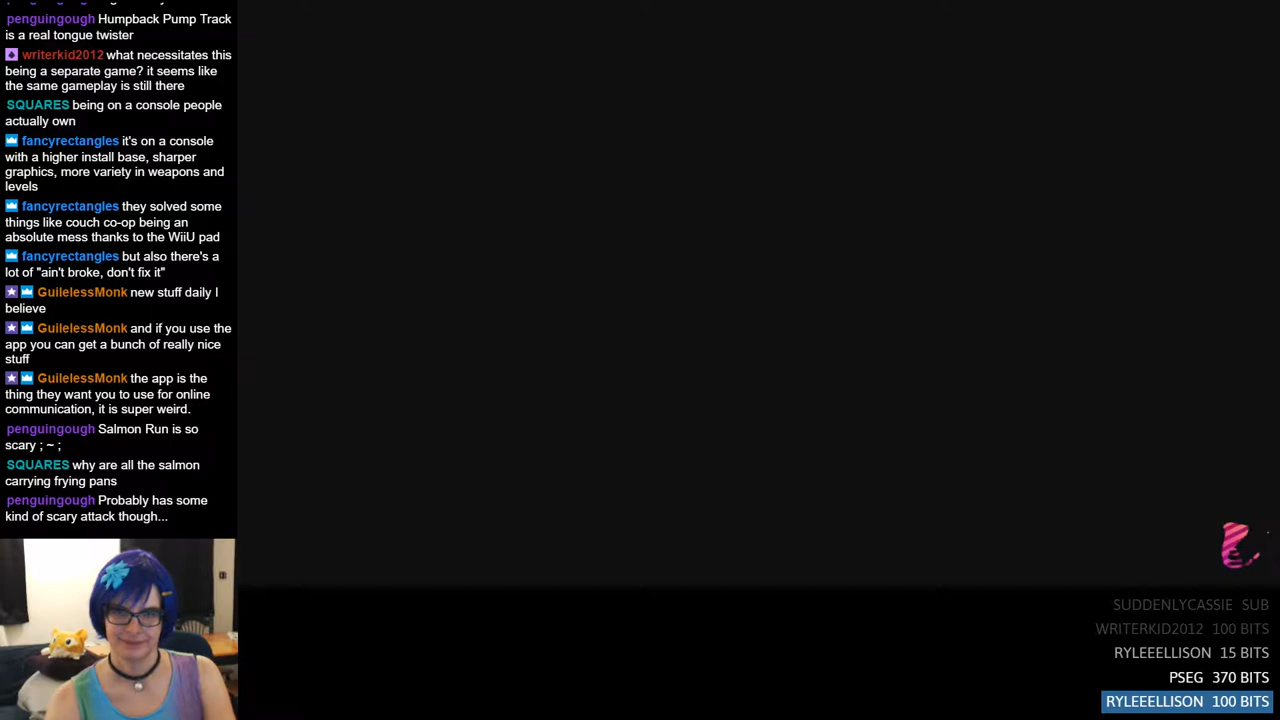 penguingough Humpback Pump Track
is a real tongue twister
writerkid2012 what necessitates this
being a separate game? it seems like
the same gameplay is still there
SQUARES being on a console people
actually own
fancyrectangles it's on a console
with a higher install base, sharper
graphics, more variety in weapons and
levels
fancyrectangles they solved some
things like couch co-op being an
absolute mess thanks to the WiiU pad
fancyrectangles but also there's a
lot of "ain't broke, don't fix it"
GuilelessMonk new stuff daily I
believe
GuilelessMonk and if you use the
app you can get a bunch of really nice
stuff
GuilelessMonk the app is the
thing they want you to use for online
communication, it is super weird.
penguingough Salmon Run is so
scary ; ~ ;
SQUARES why are all the salmon
carrying frying pans
penguingough Probably has some
kind of scary attack though...
SUDDENLYCASSIE SUB
WRITERKID2012 100 BITS
RYLEEELLISON 15 BITS
PSEG 370 BITS
RYLEEELLISON 100 BITS